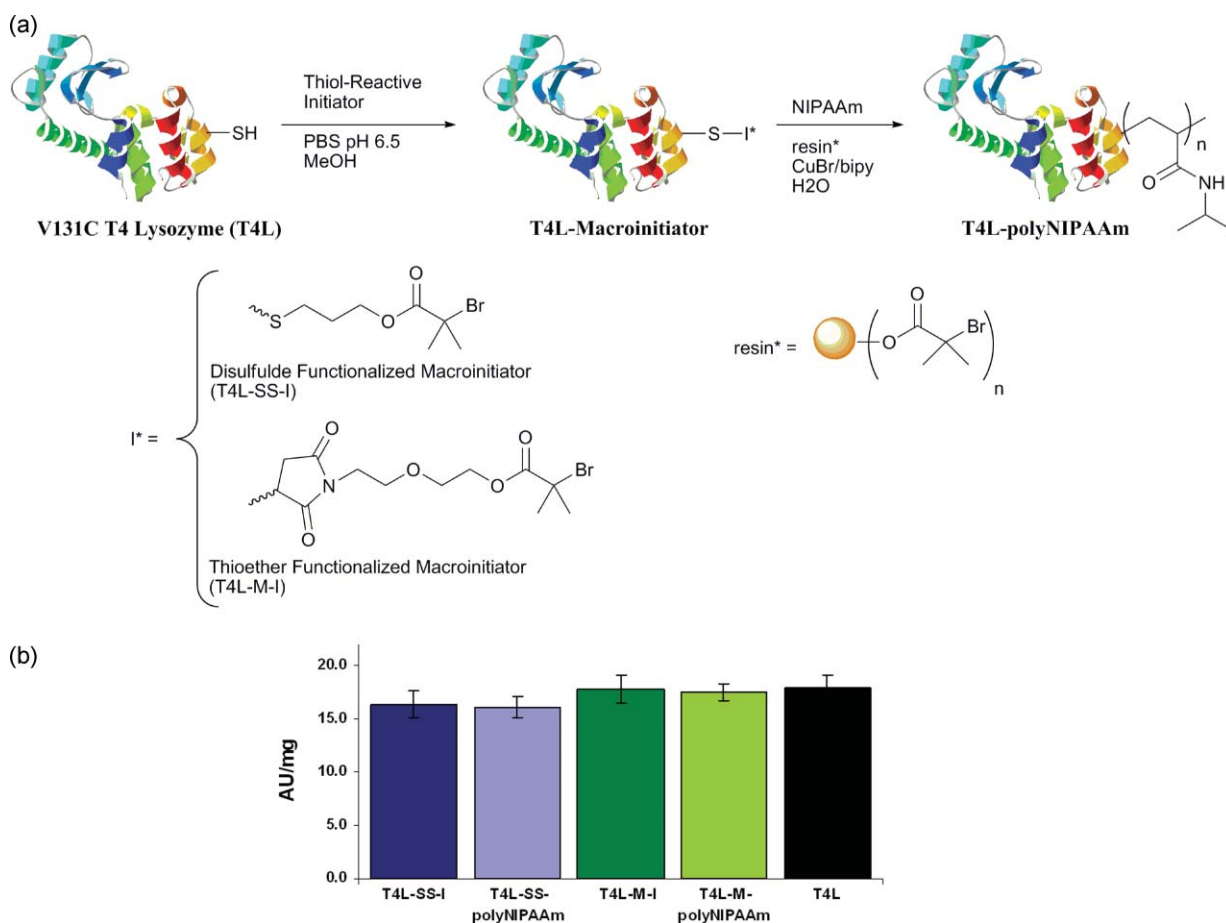 (a)
SH
Thiol-Reactive
Initiator
PBS pH 6.5
MeOH
S
I*
NIPAAm
resin*
CuBr/bipy
H2O
n
O
NH
V131C T4 Lysozyme (T4L)
T4L-Macroinitiator
T4L-polyNIPAAm
I* =
S
O
O
Br
Disulfulde Functionalized Macroinitiator
(T4L-SS-I)
O
N
O
O
O
O
Br
Thioether Functionalized Macroinitiator
(T4L-M-I)
resin* =
O
O
Br
n
(b)
AU/mg
20.0
15.0
10.0
5.0
0.0
T4L-SS-I
T4L-SS-
polyNIPAAm
T4L-M-I
T4L-M-
polyNIPAAm
T4L